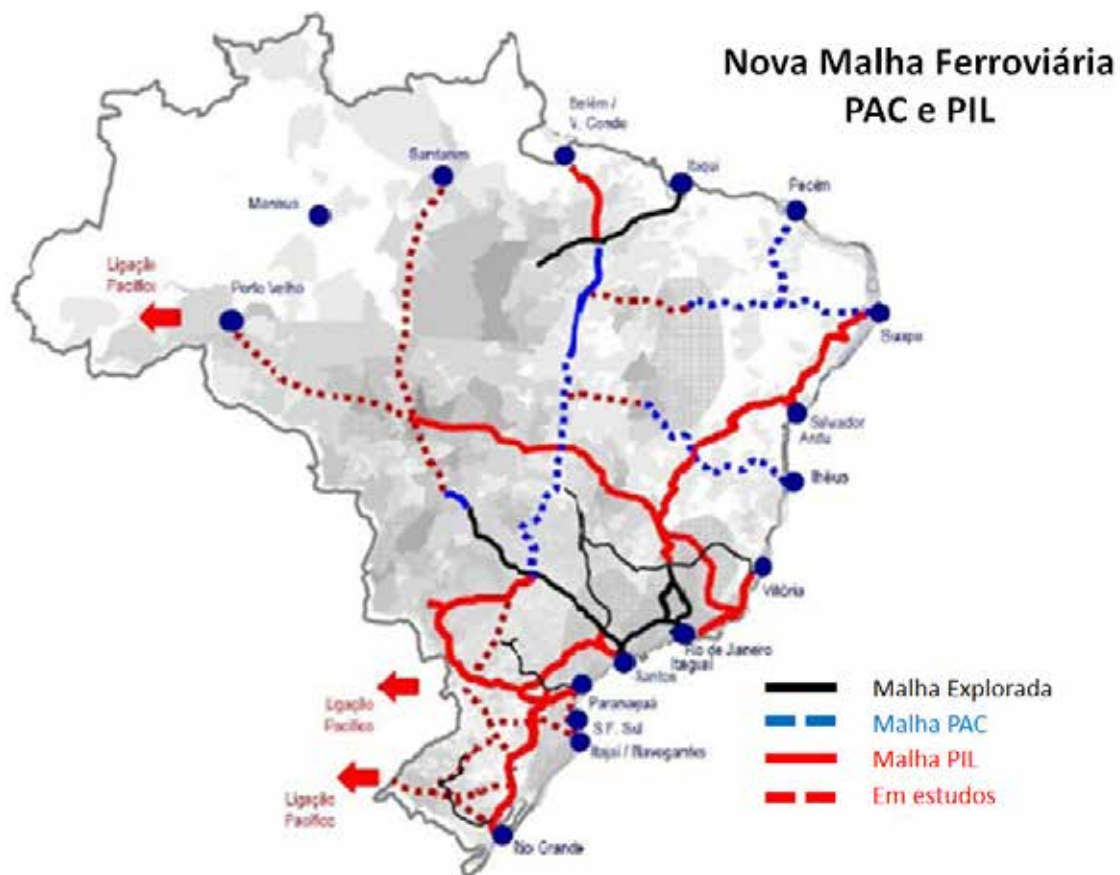 Nova Malha Ferroviária
PAC e PIL
Belém /
V. Conde
Santarém
Itaqui
Pecém
Manaus
Ligação
Pacífico
Porto Velho
Suape
Salvador
Aratu
Ilhéus
Vitória
Rio de Janeiro
Itaguaí
Santos
Paranaguá
S.F. Sul
Itajaí / Navegantes
Ligação
Pacífico
Ligação
Pacífico
Rio Grande
Malha Explorada
Malha PAC
Malha PIL
Em estudos